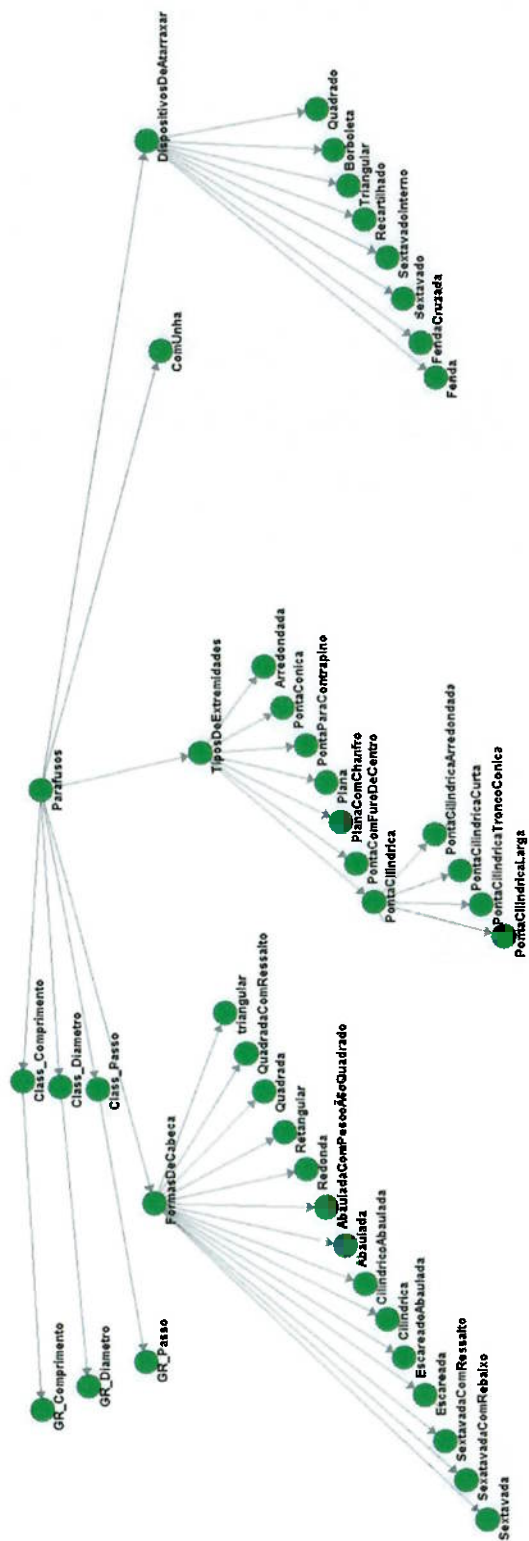 Parafusos
Class_Comprimento
Class_Diametro
Class_Passo
GR_Comprimento
GR_Diametro
GR_Passo
FormasDeCabeca
triangular
QuadradaComRessalto
Quadrada
Retangular
Redonda
Abaulada
CilindricoAbaulada
Cilindrica
EscareadoAbaulada
Escareada
SextavadaComRessalto
SexatavadaComRebaixo
Sextavada
TiposDeExtremidades
Arredondada
PontaConica
PontaParaContrapino
Plana
PlanaComChanfro
PontaComFuroDeCentro
PontaCilindrica
PontaCilindricaArredondada
PontaCilindricaCurta
PontaCilindricaTroncoConica
PontaCilindricaLarga
ComUnha
DispositivosDeAtarraxar
Quadrado
Borboleta
Triangular
Recartilhado
SextavadoInterno
Sextavado
FendaCruzada
Fenda